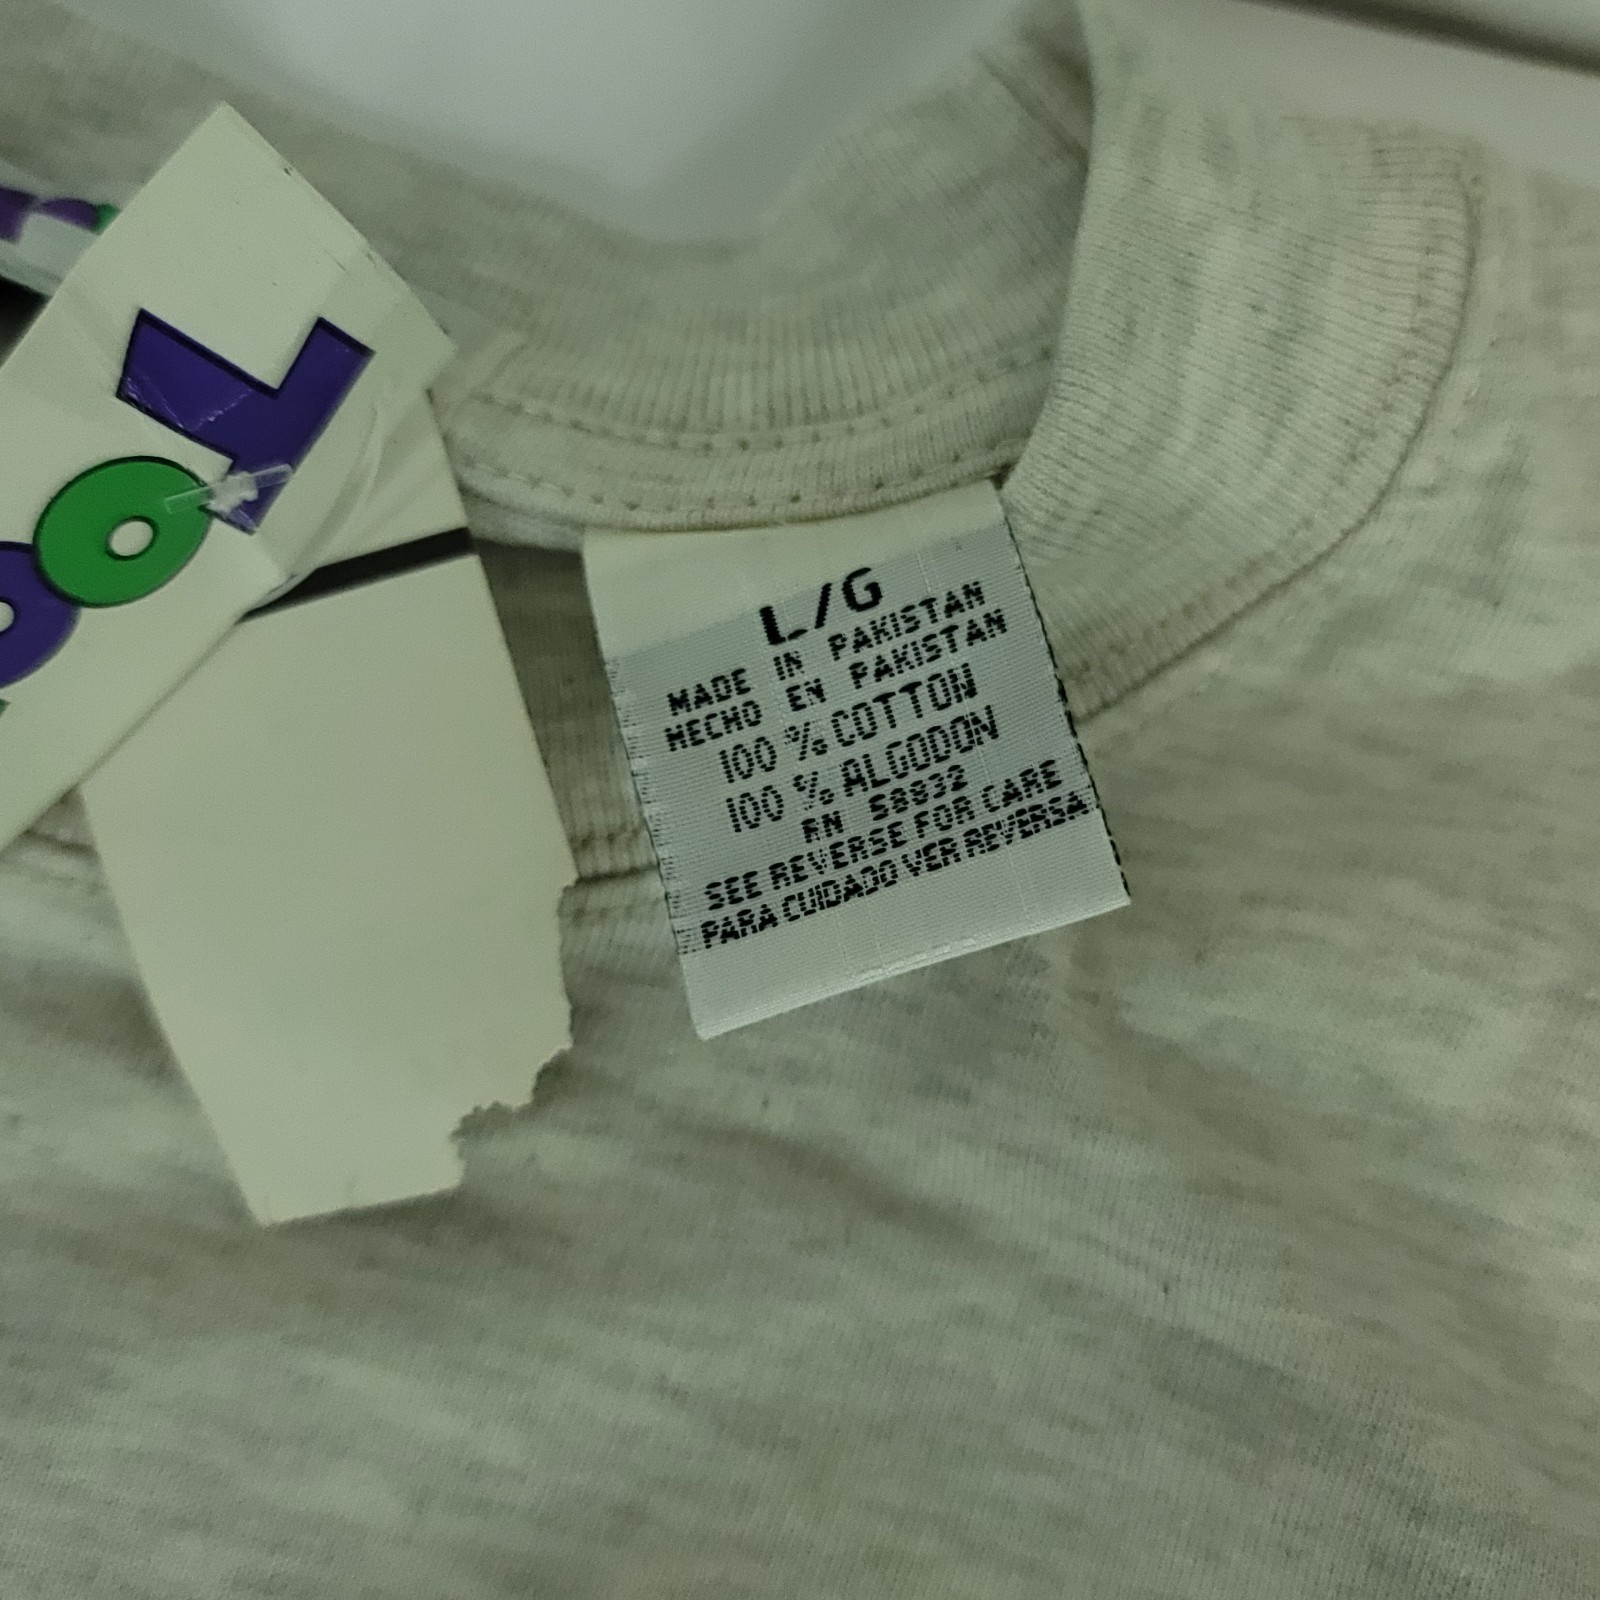 OOL
L/G
MADE IN PAKISTAN
HECHO EN PAKISTAN
100 % COTTON
100 % ALGODON
RN 58832
SEE REVERSE FOR CARE
PARA CUIDADO VER REVERSA